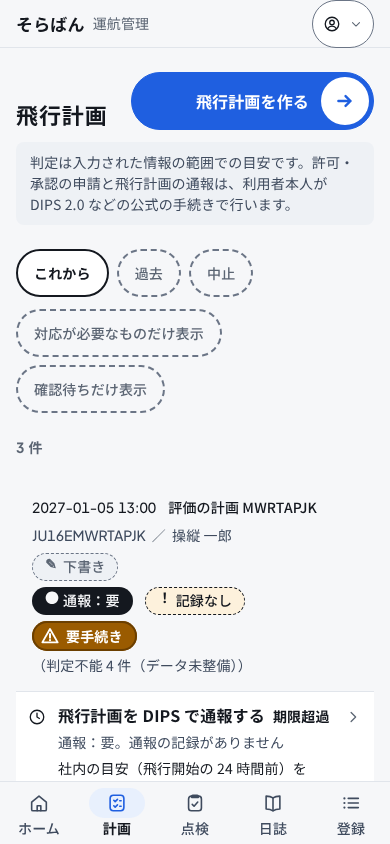 そらばん 運航管理
飛行計画
飛行計画を作る
判定は入力された情報の範囲での目安です。許可・
承認の申請と飛行計画の通報は、利用者本人が
DIPS 2.0 などの公式の手続きで行います。
これから 過去 中止
対応が必要なものだけ表示
確認待ちだけ表示
3 件
2027-01-05 13:00 評価の計画 MWRTAPJK
JU16EMWRTAPJK ／ 操縦 一郎
下書き
通報：要 ! 記録なし
要手続き
（判定不能 4 件（データ未整備））
飛行計画を DIPS で通報する 期限超過
通報：要。通報の記録がありません
社内の目安（飛行開始の 24 時間前）を
ホーム 計画 点検 日誌 登録